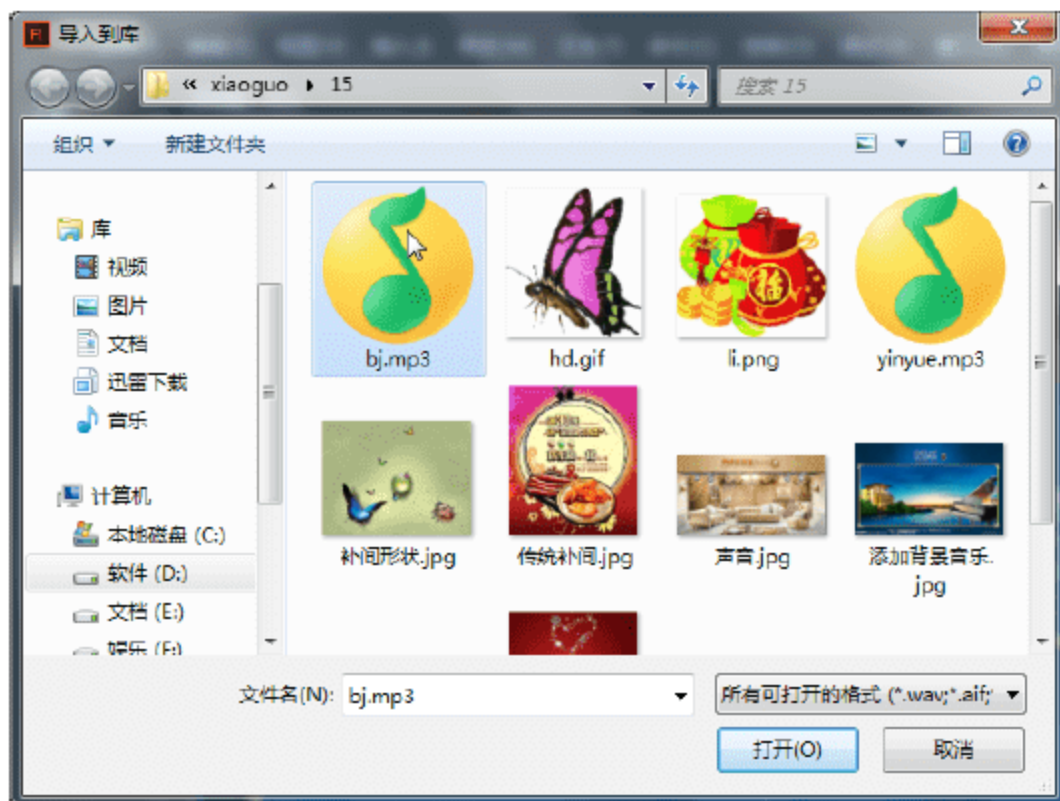 Fl 导入到库
« xiaoguo ▸ 15
搜索 15
组织
新建文件夹
库
视频
图片
文档
迅雷下载
音乐
计算机
本地磁盘 (C:)
软件 (D:)
文档 (E:)
娱乐 (F:)
bj.mp3
hd.gif
li.png
yinyue.mp3
补间形状.jpg
传统补间.jpg
声音.jpg
添加背景音乐.
jpg
福
文件名(N): bj.mp3
所有可打开的格式 (*.wav;*.aif;
打开(O)
取消